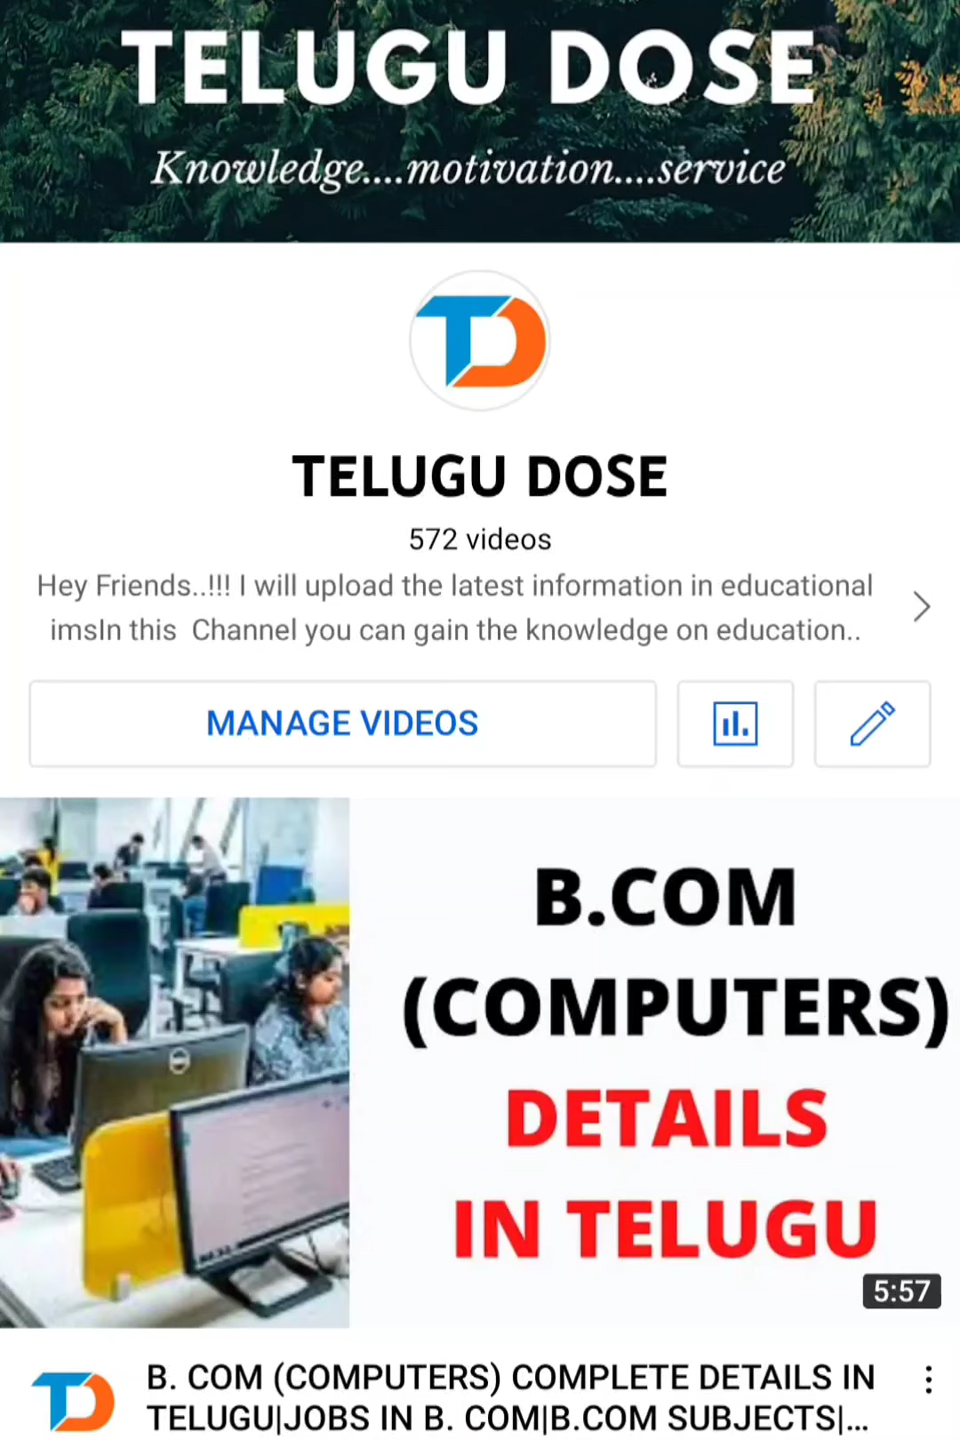 TELUGU DOSE
Knowledge....motivation....service
TD
TELUGU DOSE
572 videos
Hey Friends..!!! I will upload the latest information in educational
imsIn this Channel you can gain the knowledge on education..
MANAGE VIDEOS
B.COM
(COMPUTERS)
DETAILS
IN TELUGU
5:57
TD
B. COM (COMPUTERS) COMPLETE DETAILS IN
TELUGU|JOBS IN B. COM|B.COM SUBJECTS|...